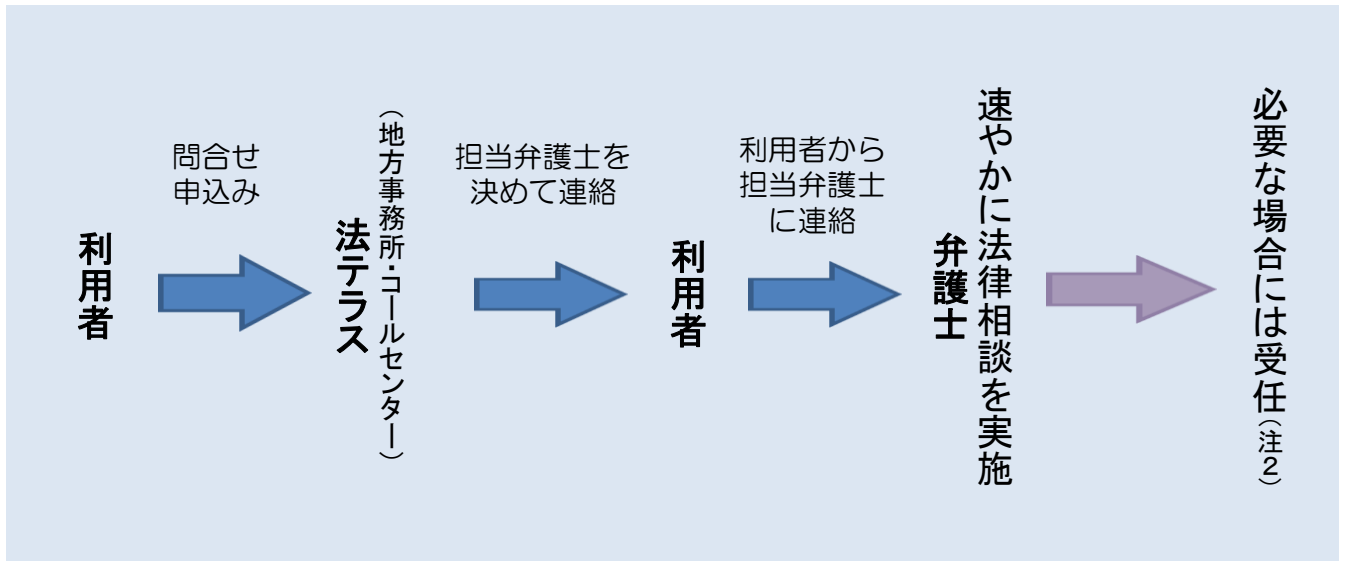 利用者
問合せ
申込み
法テラス
（地方事務所・コールセンター）
担当弁護士を
決めて連絡
利用者
利用者から
担当弁護士
に連絡
弁護士
速やかに法律相談を実施
必要な場合には受任（注２）